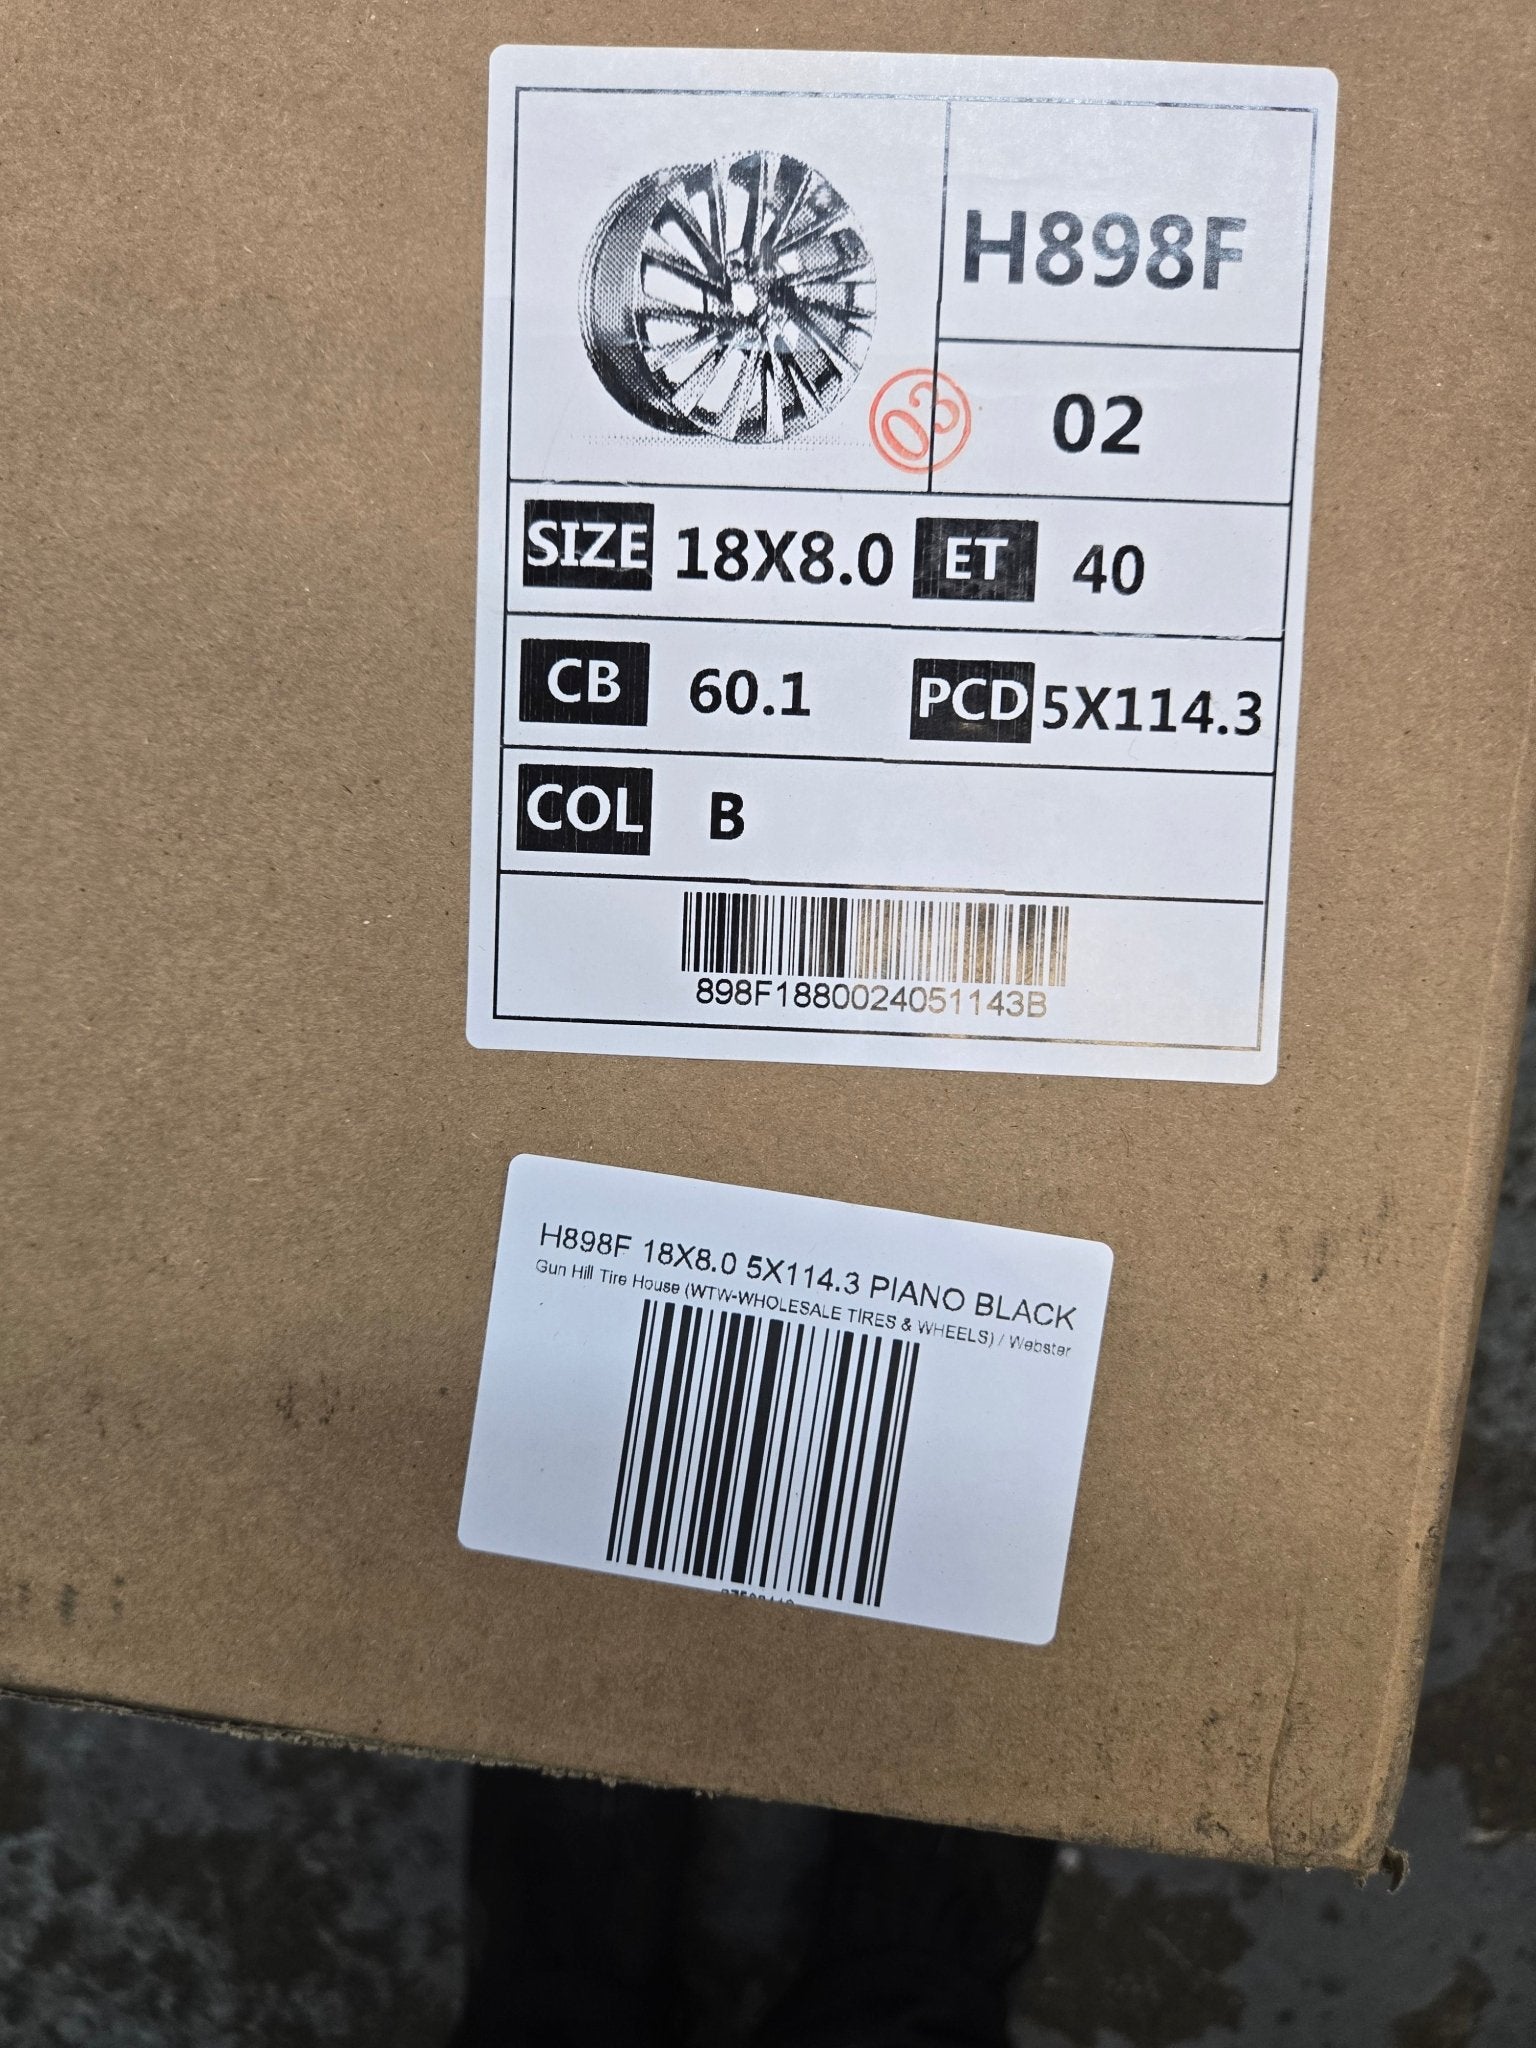 H898F
03
02
SIZE 18X8.0 ET 40
CB 60.1 PCD 5X114.3
COL B
898F1880024051143B
H898F 18X8.0 5X114.3 PIANO BLACK
Gun Hill Tire House (WTW-WHOLESALE TIRES & WHEELS) / Webster